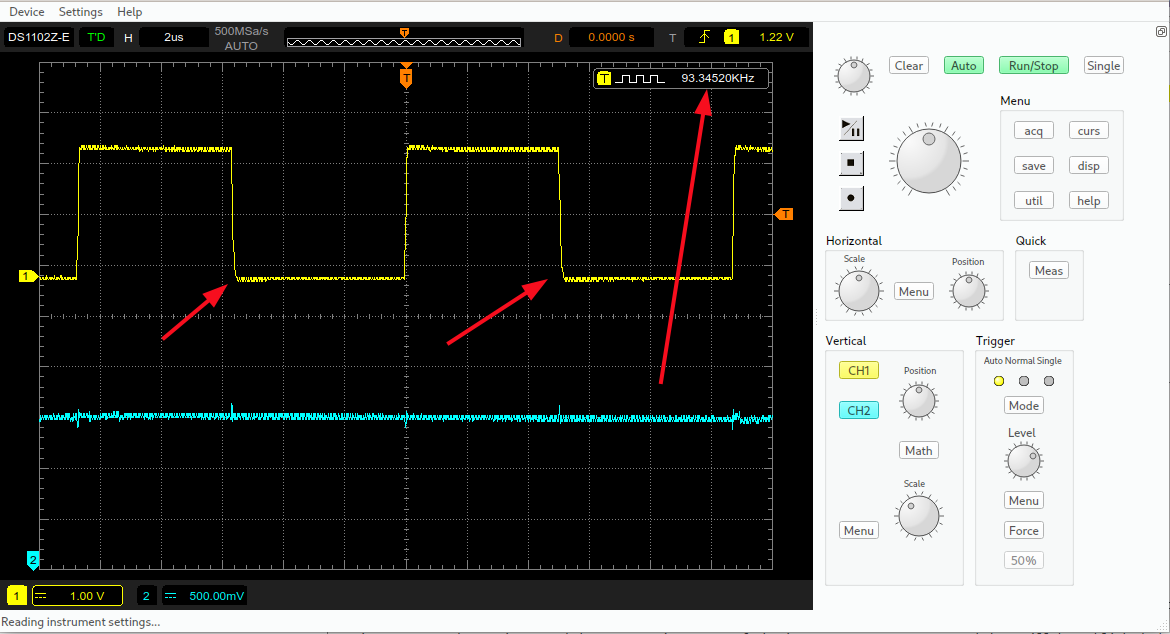 Device Settings Help
DS1102Z-E T'D H 2us 500MSa/s AUTO T D 0.0000 s T 1 1.22 V
T
T 93.34520KHz
T
1
2
1 1.00 V 2 500.00mV
Reading instrument settings...
Clear Auto Run/Stop Single
Menu
acq curs
save disp
util help
Horizontal
Scale Menu Position
Quick
Meas
Vertical
CH1 Position
CH2
Math
Scale
Menu
Trigger
Auto Normal Single
Mode
Level
Menu
Force
50%